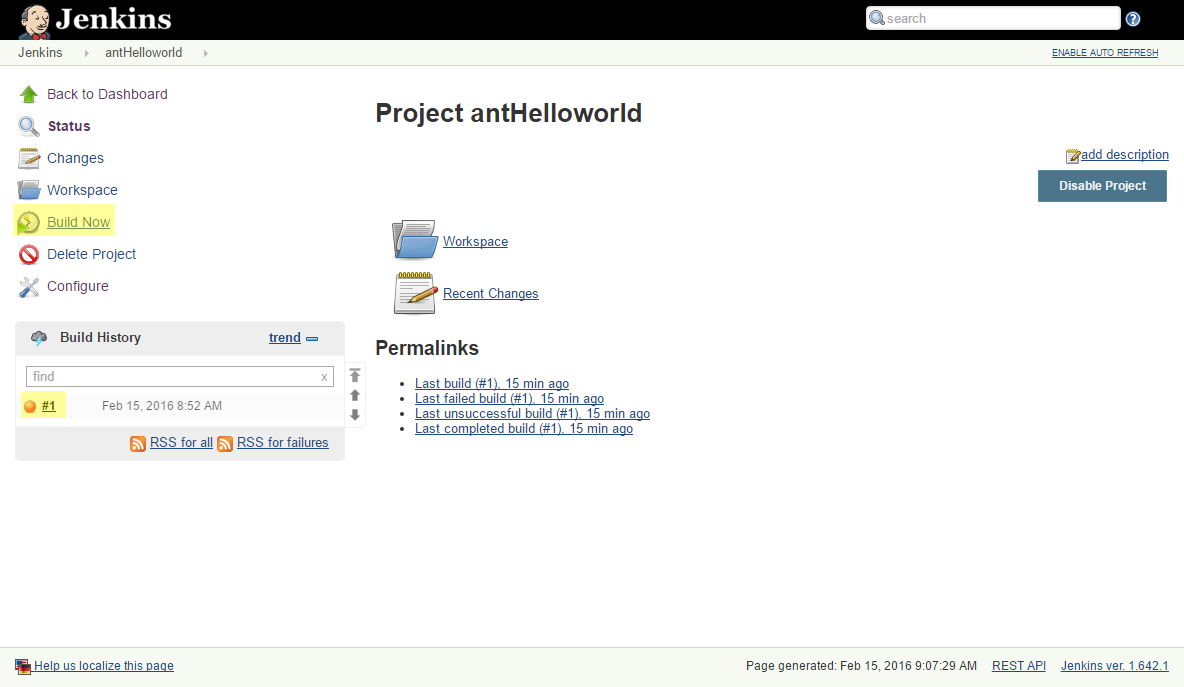 Jenkins
search
?
Jenkins antHelloworld
ENABLE AUTO REFRESH
Back to Dashboard
Status
Changes
Workspace
Build Now
Delete Project
Configure
Build History trend
find x
#1 Feb 15, 2016 8:52 AM
RSS for all RSS for failures
Project antHelloworld
add description
Disable Project
Workspace
Recent Changes
Permalinks
Last build (#1), 15 min ago
Last failed build (#1), 15 min ago
Last unsuccessful build (#1), 15 min ago
Last completed build (#1), 15 min ago
Help us localize this page
Page generated: Feb 15, 2016 9:07:29 AM REST API Jenkins ver. 1.642.1